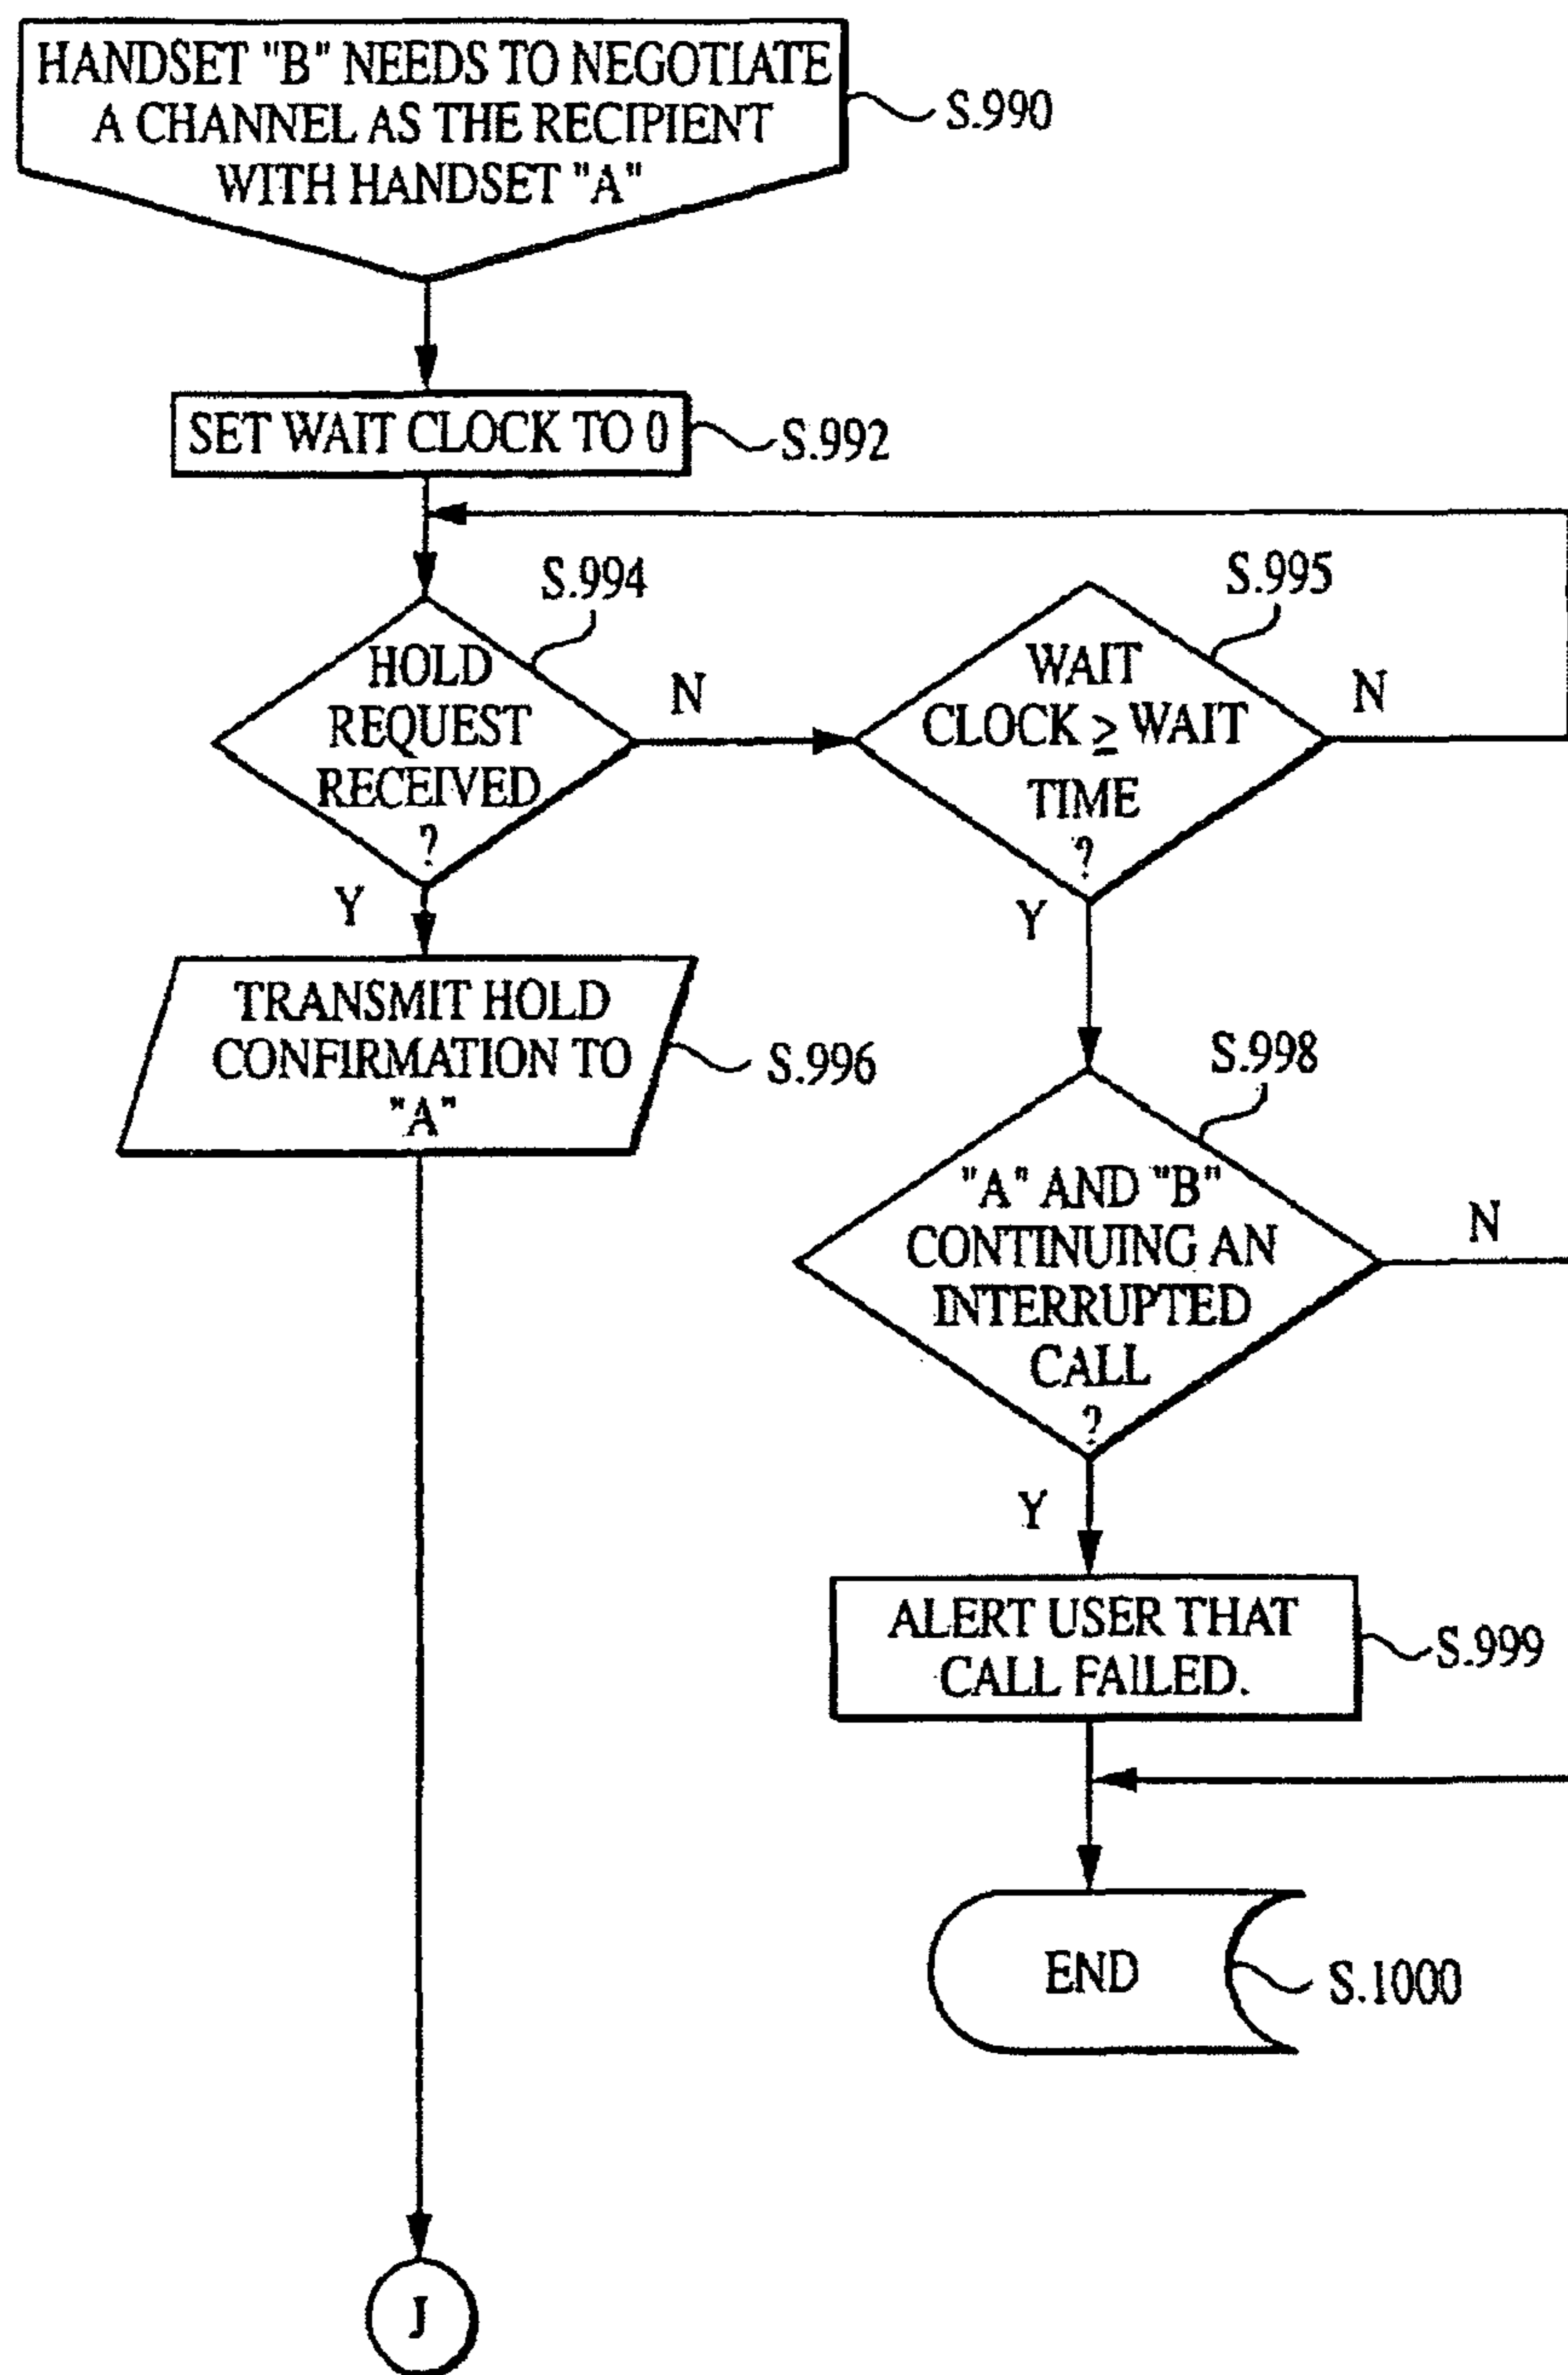 HANDSET "B" NEEDS TO NEGOTIATE
A CHANNEL AS THE RECIPIENT
WITH HANDSET "A"
S.990
SET WAIT CLOCK TO 0
S.992
S.994
HOLD
REQUEST
RECEIVED
?
N
Y
S.995
WAIT
CLOCK ≥ WAIT
TIME
?
N
Y
TRANSMIT HOLD
CONFIRMATION TO
"A"
S.996
S.998
"A" AND "B"
CONTINUING AN
INTERRUPTED
CALL
?
N
Y
ALERT USER THAT
CALL FAILED.
S.999
END
S.1000
J